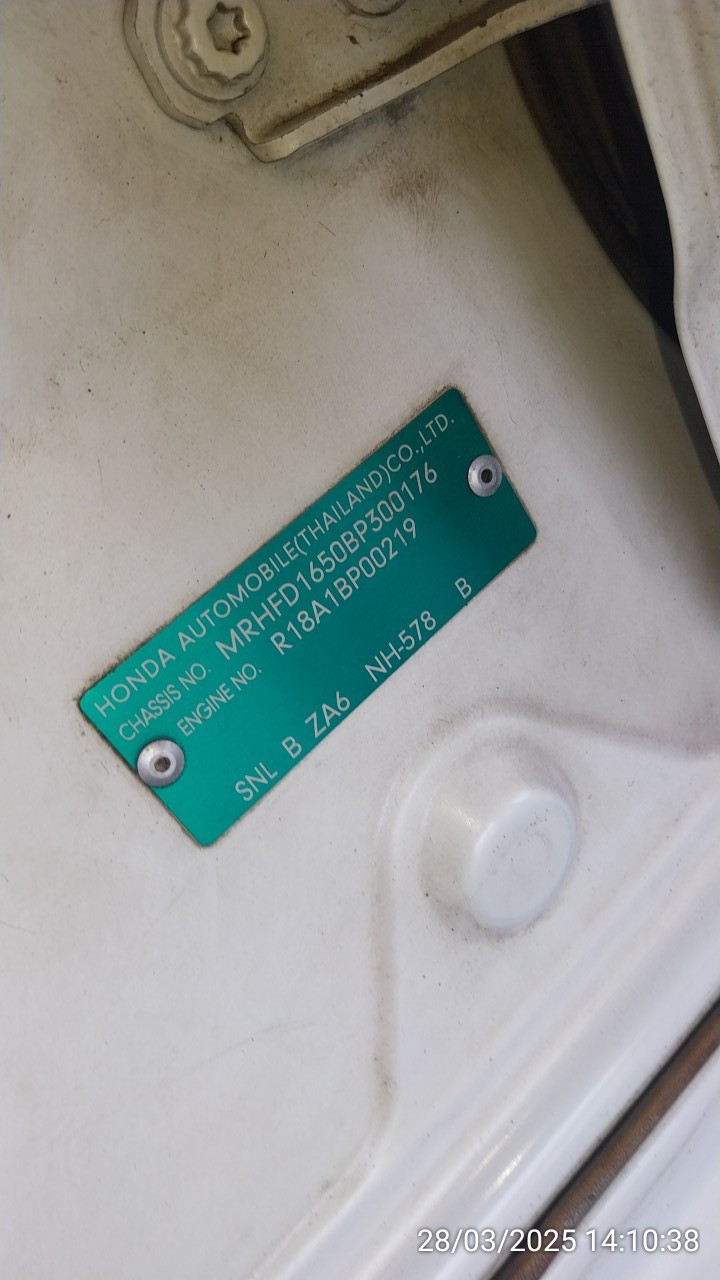 HONDA AUTOMOBILE(THAILAND)CO.,LTD.
CHASSIS NO. MRHFD1650BP300176
ENGINE NO. R18A1BP00219
SNL B ZA6 NH-578 B
28/03/2025 14:10:38